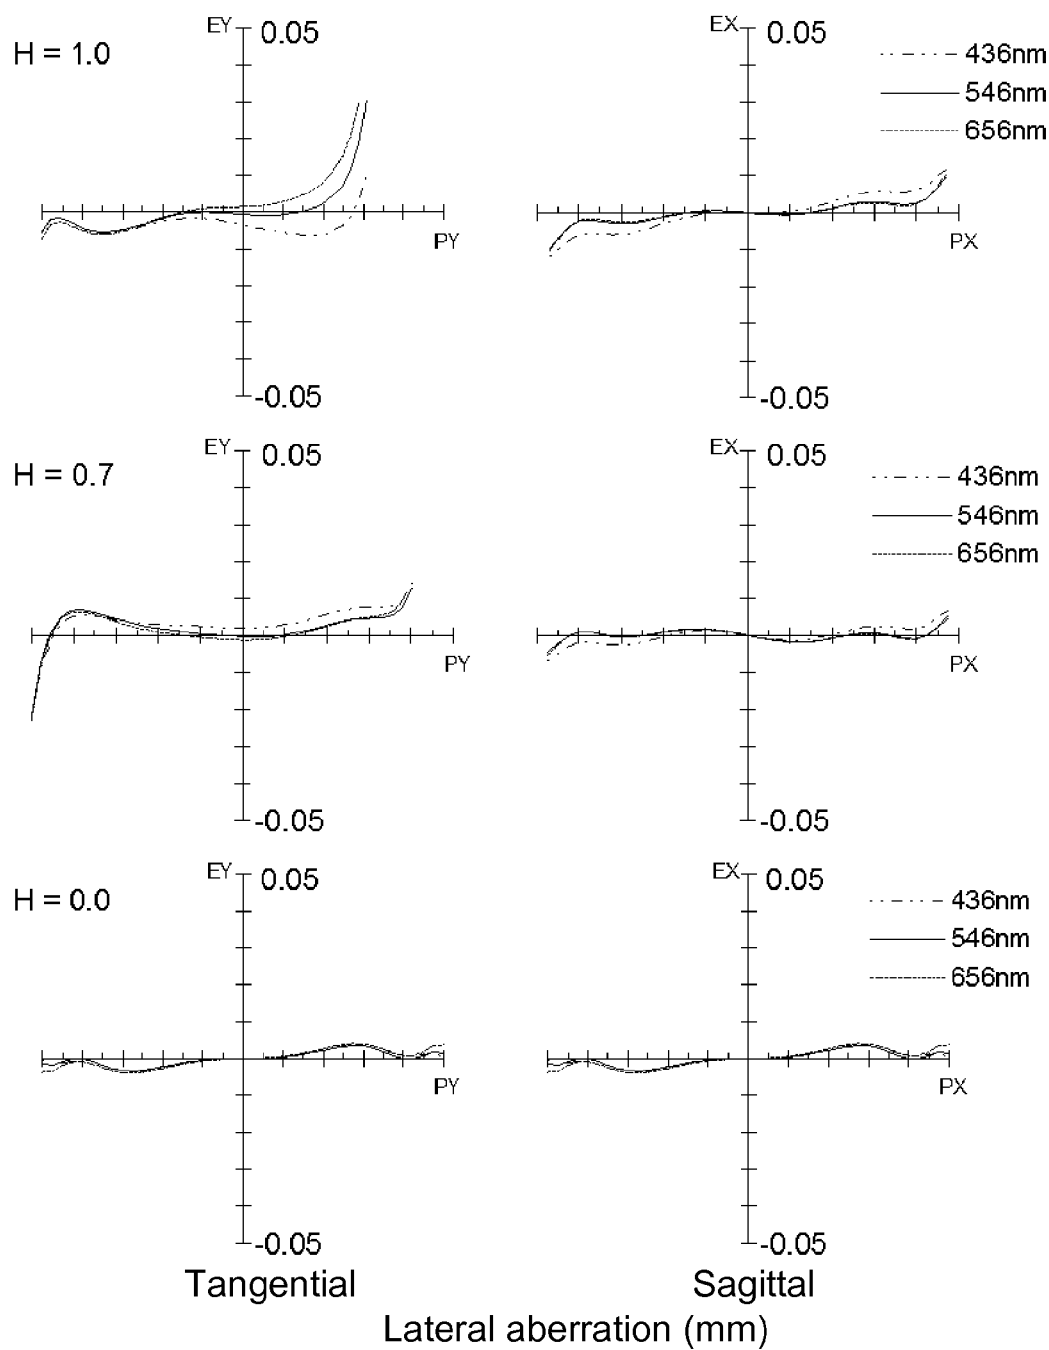 EY 0.05
EX 0.05
H = 1.0
436nm
546nm
656nm
PY
PX
-0.05
-0.05
EY 0.05
EX 0.05
H = 0.7
436nm
546nm
656nm
PY
PX
-0.05
-0.05
EY 0.05
EX 0.05
H = 0.0
436nm
546nm
656nm
PY
PX
-0.05
-0.05
Tangential
Sagittal
Lateral aberration (mm)